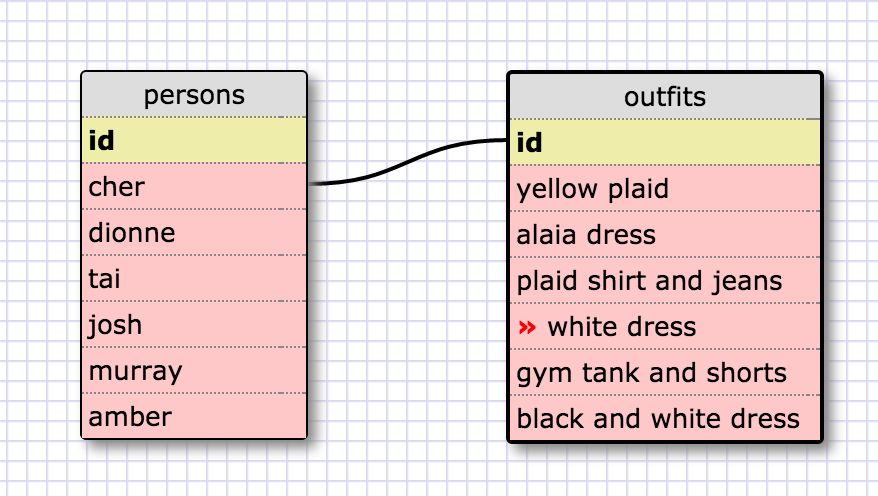 persons
id
cher
dionne
tai
josh
murray
amber
outfits
id
yellow plaid
alaia dress
plaid shirt and jeans
» white dress
gym tank and shorts
black and white dress